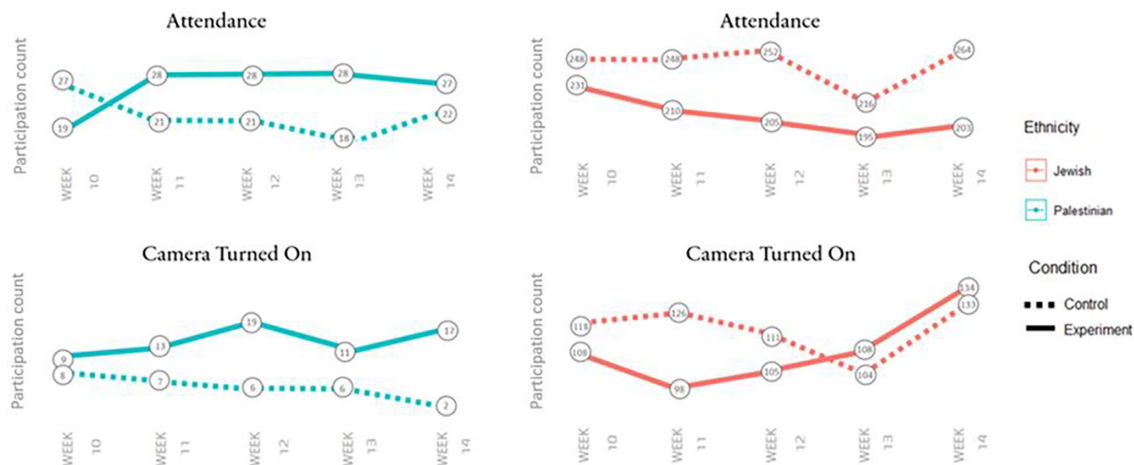 Attendance
Participation count
27
19
28
21
28
21
28
18
27
22
WEEK 10
WEEK 11
WEEK 12
WEEK 13
WEEK 14
Attendance
Participation count
248
231
248
210
252
205
216
195
264
203
WEEK 10
WEEK 11
WEEK 12
WEEK 13
WEEK 14
Ethnicity
Jewish
Palestinian
Camera Turned On
Participation count
9
8
13
7
19
6
11
6
17
2
WEEK 10
WEEK 11
WEEK 12
WEEK 13
WEEK 14
Camera Turned On
Participation count
108
126
98
111
105
108
104
134
133
WEEK 10
WEEK 11
WEEK 12
WEEK 13
WEEK 14
Condition
Control
Experiment